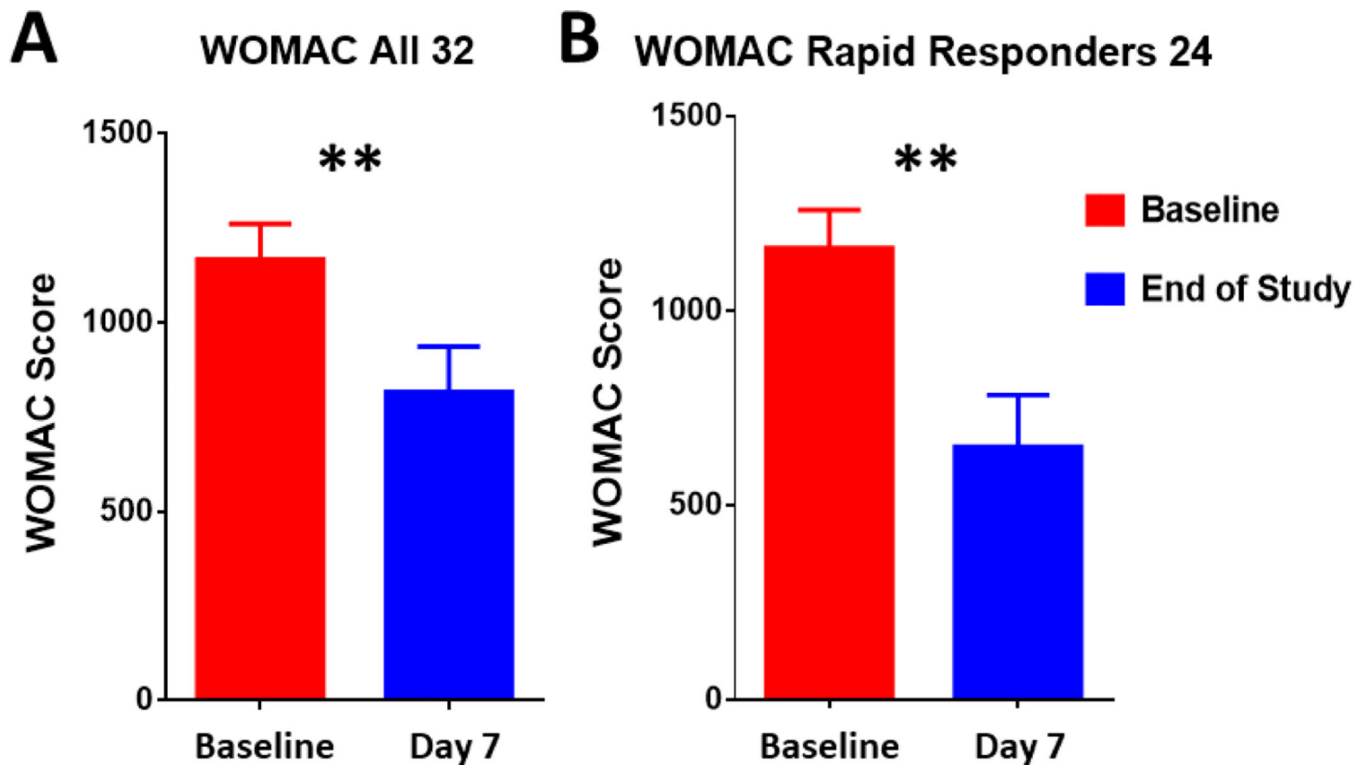 A
WOMAC All 32
1500
1000
500
0
WOMAC Score
**
Baseline
Day 7
B
WOMAC Rapid Responders 24
1500
1000
500
0
WOMAC Score
**
Baseline
Day 7
Baseline
End of Study